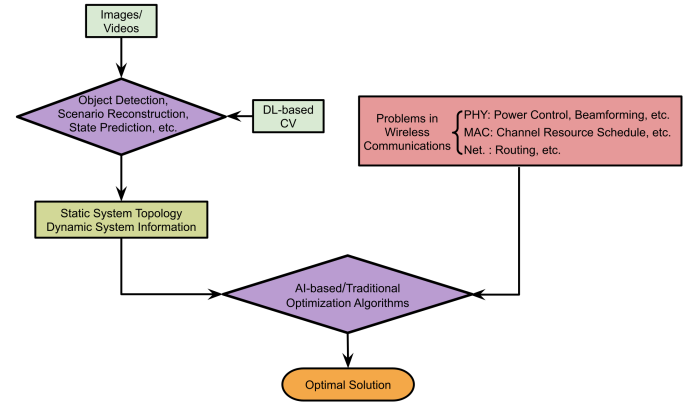 Images/
Videos
Object Detection,
Scenario Reconstruction,
State Prediction, etc.
DL-based
CV
Problems in
Wireless
Communications
PHY: Power Control, Beamforming, etc.
MAC: Channel Resource Schedule, etc.
Net. : Routing, etc.
Static System Topology
Dynamic System Information
AI-based/Traditional
Optimization Algorithms
Optimal Solution